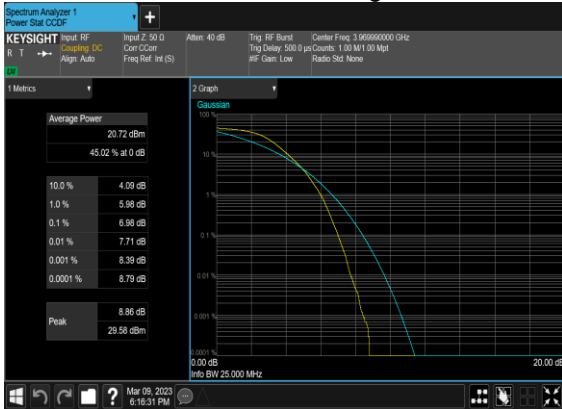 Spectrum Analyzer 1
Power Stat CCDF
+
KEYSIGHT Input: RF Input Z: 50 Ω Atten: 40 dB Trig: RF Burst Center Freq: 3.969990000 GHz
R T Coupling: DC Corr CCorr Trig Delay: 500.0 µs Counts: 1.00 M/1.00 Mpt
Align: Auto Freq Ref: Int (S) #IF Gain: Low Radio Std: None
1 Metrics
2 Graph
Average Power
20.72 dBm
45.02 % at 0 dB
10.0 % 4.09 dB
1.0 % 5.98 dB
0.1 % 6.98 dB
0.01 % 7.71 dB
0.001 % 8.39 dB
0.0001 % 8.79 dB
Peak
8.86 dB
29.58 dBm
Gaussian
100 %
10 %
1 %
0.1 %
0.01 %
0.001 %
0.0001 %
0.00 dB 20.00 dB
Info BW 25.000 MHz
? Mar 09, 2023
6:16:31 PM